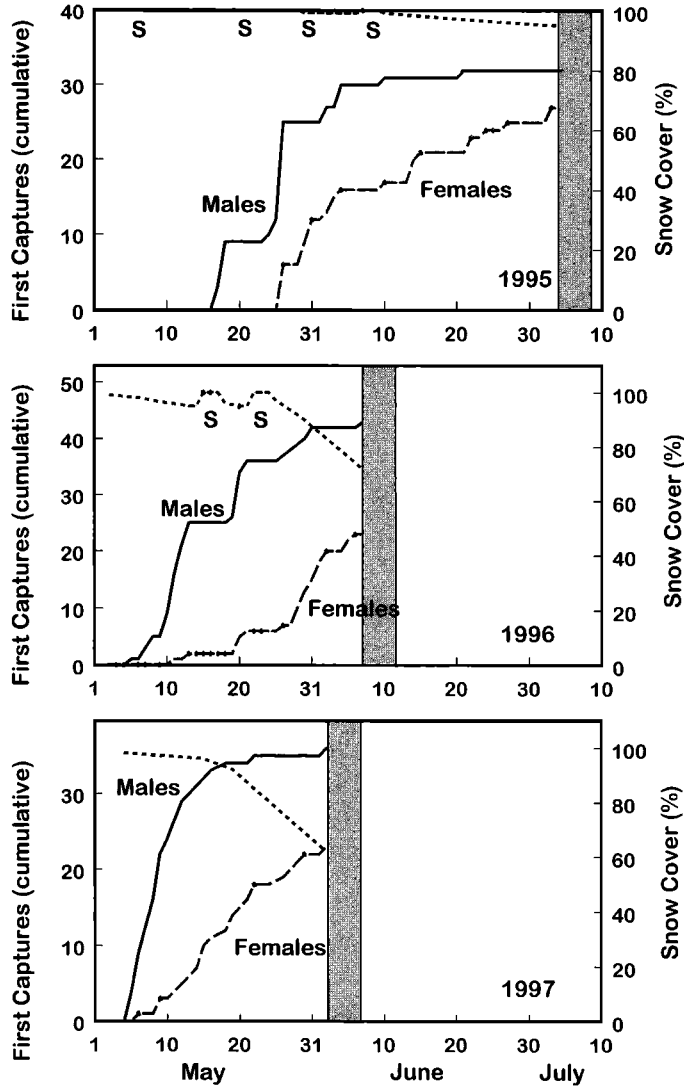 First Captures (cumulative)
Snow Cover (%)
40
30
20
10
0
100
80
60
40
20
0
S S S S
Males
Females
1995
1 10 20 31 10 20 30 10
First Captures (cumulative)
Snow Cover (%)
50
40
30
20
10
0
100
80
60
40
20
0
S S
Males
Females
1996
1 10 20 31 10 20 31 10
First Captures (cumulative)
Snow Cover (%)
30
20
10
0
100
80
60
40
20
0
Males
Females
1997
1 10 20 31 10 20 30 10
May June July